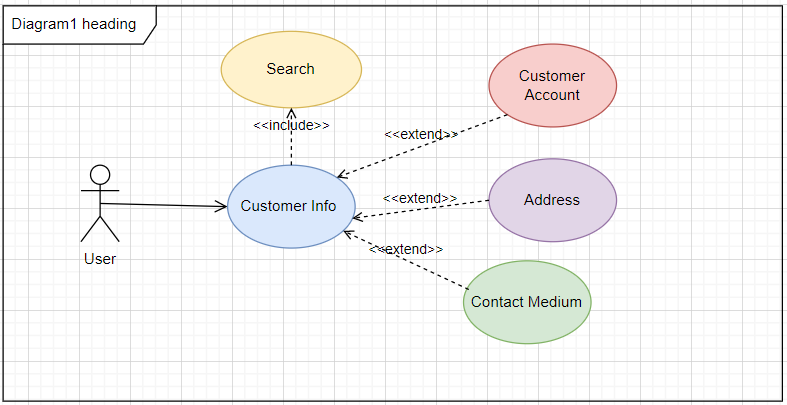 Diagram1 heading
Search
<<include>>
Customer
Account
<<extend>>
Customer Info
<<extend>>
Address
<<extend>>
Contact Medium
User